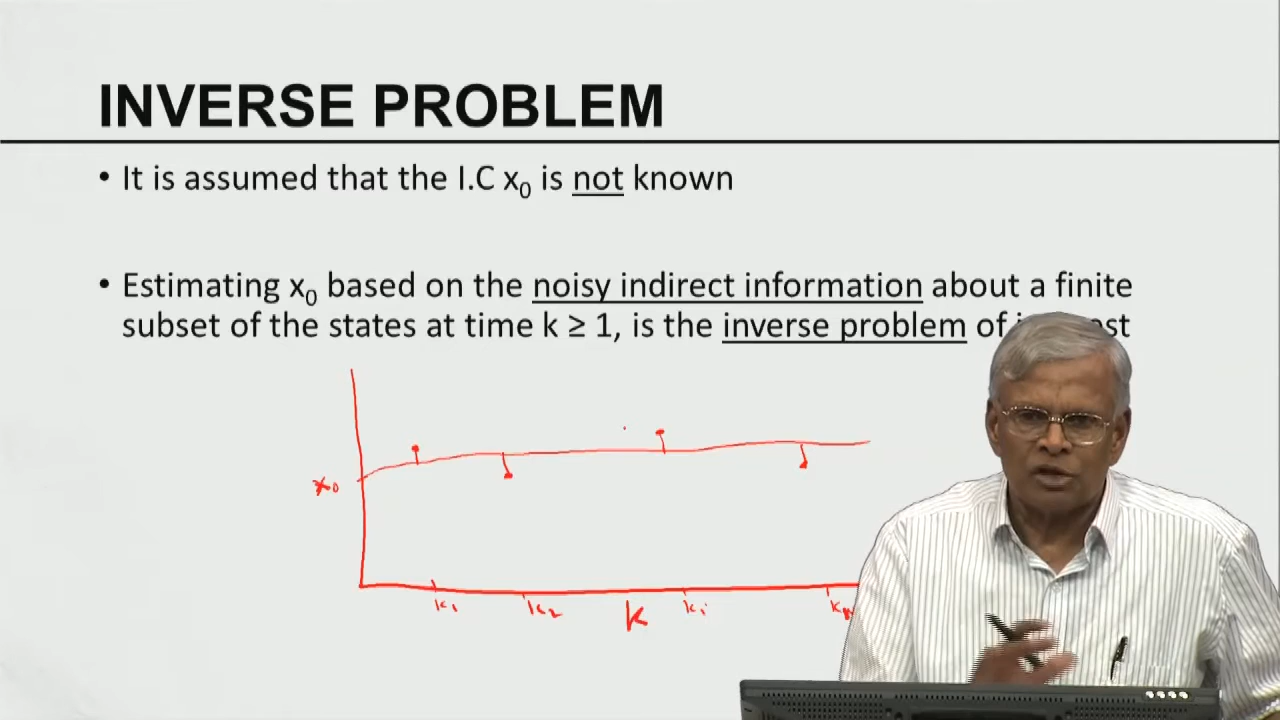 INVERSE PROBLEM
• It is assumed that the I.C x₀ is not known
• Estimating x₀ based on the noisy indirect information about a finite
subset of the states at time k ≥ 1, is the inverse problem of
x₀
k₁ k₂ K kᵢ